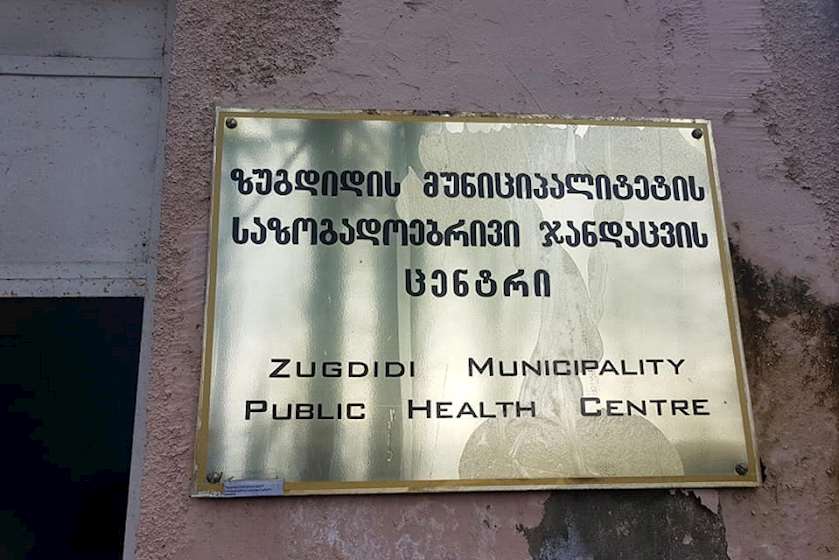 ზუგდიდის მუნიციპალიტეტის
საზოგადოებრივი ჯანდაცვის
ცენტრი
ZUGDIDI MUNICIPALITY
PUBLIC HEALTH CENTRE